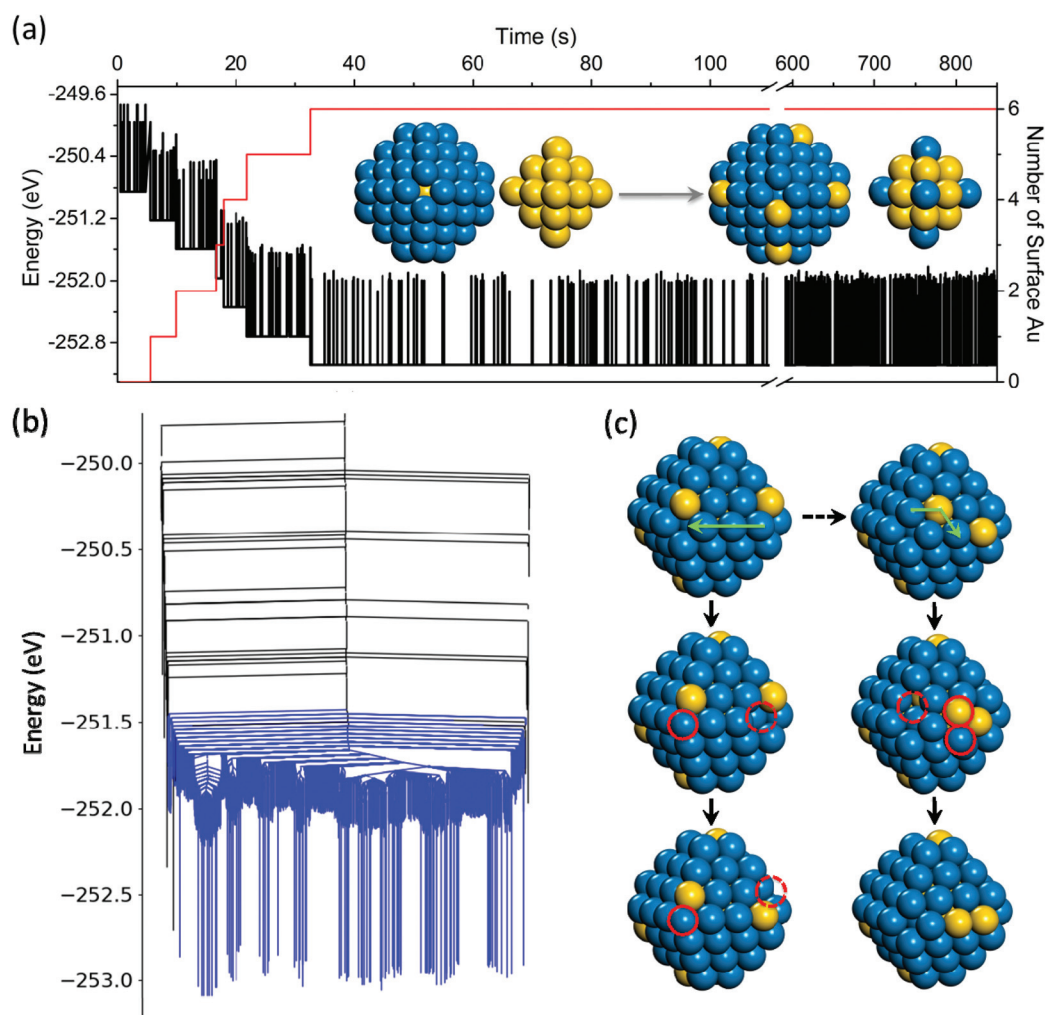 (a)
Time (s)
0 20 40 60 80 100 600 700 800
Energy (eV)
-249.6
-250.4
-251.2
-252.0
-252.8
Number of Surface Au
6
4
2
0
(b)
Energy (eV)
−250.0
−250.5
−251.0
−251.5
−252.0
−252.5
−253.0
(c)